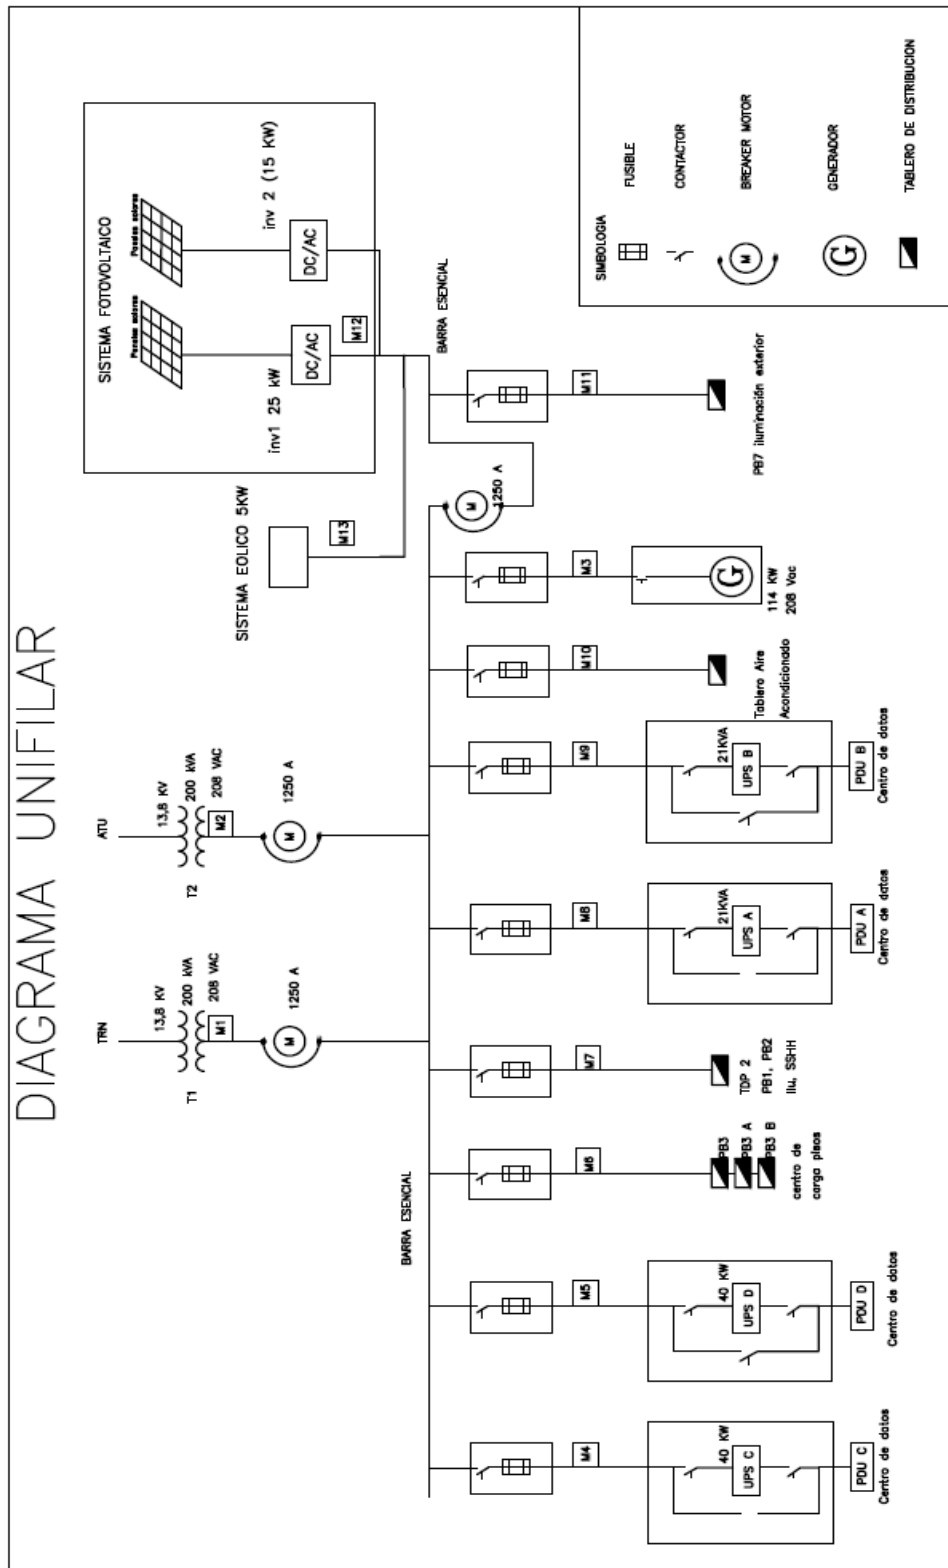 DIAGRAMA UNIFILAR
TRN
13,8 KV
200 kVA
208 VAC
T1
M1
M
1250 A
ATU
13,8 KV
200 kVA
208 VAC
T2
M2
M
1250 A
SISTEMA EOLICO 5KW
M13
SISTEMA FOTOVOLTAICO
Paneles solares
Paneles solares
DC/AC
DC/AC
inv1 25 kW
inv 2 (15 KW)
M12
BARRA ESENCIAL
BARRA ESENCIAL
M
1250 A
M4
40 KW
UPS C
PDU C
Centro de datos
M5
40 KW
UPS D
PDU D
Centro de datos
M6
PB3
PB3 A
PB3 B
centro de
carga pisos
M7
TDP 2
PB1, PB2
Ilu, SSHH
M8
21KVA
UPS A
PDU A
Centro de datos
M9
21KVA
UPS B
PDU B
Centro de datos
M10
Tablero Aire
Acondicionado
M3
G
114 KW
208 Vac
M11
PB7 iluminación exterior
SIMBOLOGIA
FUSIBLE
CONTACTOR
M
BREAKER MOTOR
G
GENERADOR
TABLERO DE DISTRIBUCION